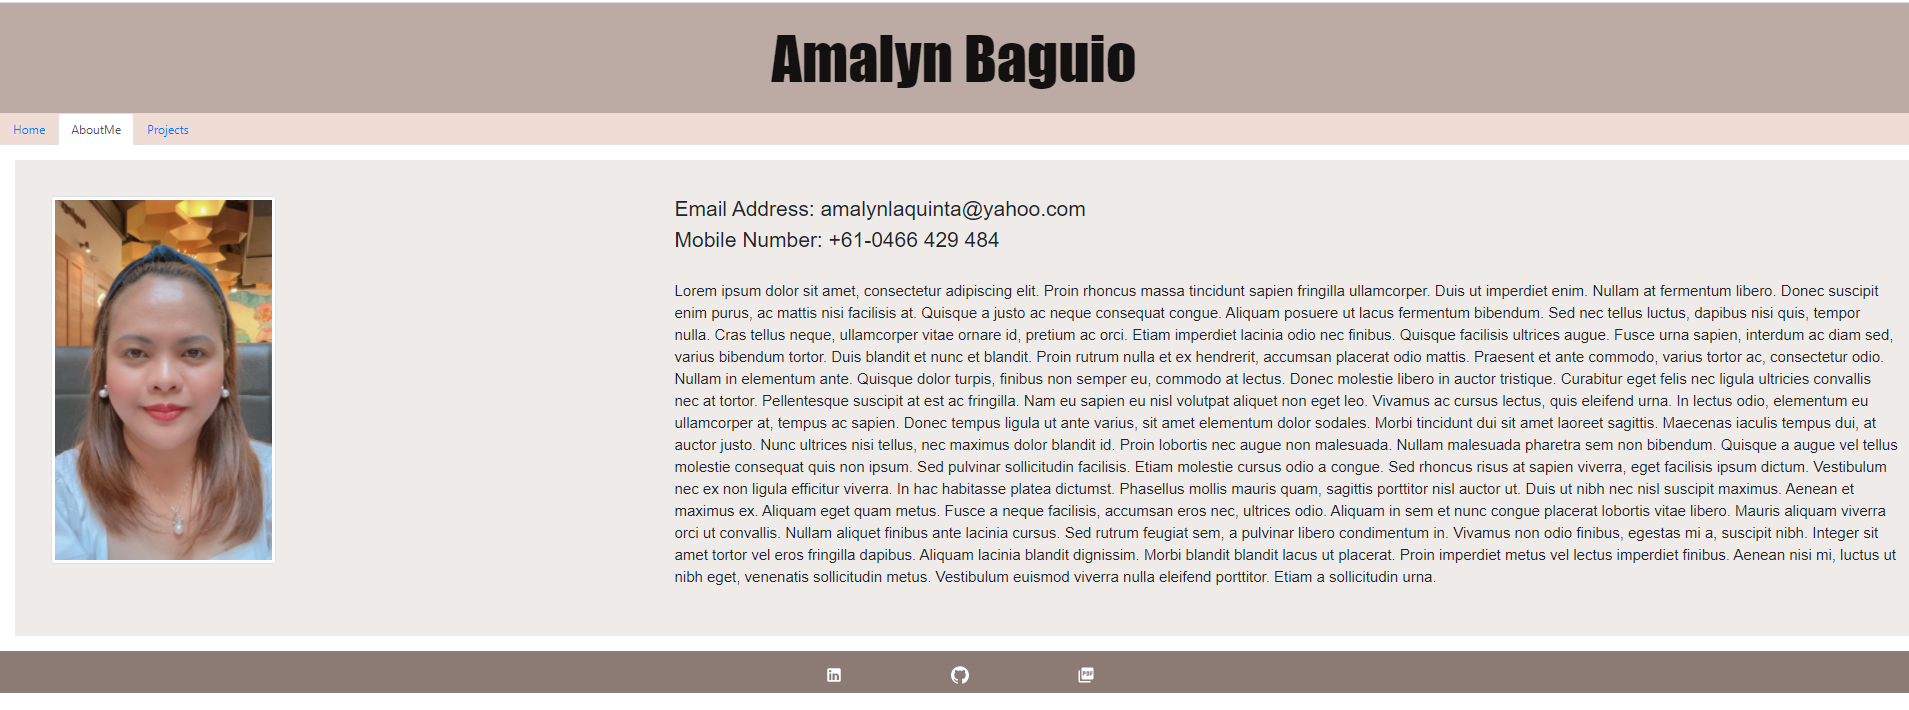 Amalyn Baguio
Home AboutMe Projects
Email Address: amalynlaquinta@yahoo.com
Mobile Number: +61-0466 429 484
Lorem ipsum dolor sit amet, consectetur adipiscing elit. Proin rhoncus massa tincidunt sapien fringilla ullamcorper. Duis ut imperdiet enim. Nullam at fermentum libero. Donec suscipit
enim purus, ac mattis nisi facilisis at. Quisque a justo ac neque consequat congue. Aliquam posuere ut lacus fermentum bibendum. Sed nec tellus luctus, dapibus nisi quis, tempor
nulla. Cras tellus neque, ullamcorper vitae ornare id, pretium ac orci. Etiam imperdiet lacinia odio nec finibus. Quisque facilisis ultrices augue. Fusce urna sapien, interdum ac diam sed,
varius bibendum tortor. Duis blandit et nunc et blandit. Proin rutrum nulla et ex hendrerit, accumsan placerat odio mattis. Praesent et ante commodo, varius tortor ac, consectetur odio.
Nullam in elementum ante. Quisque dolor turpis, finibus non semper eu, commodo at lectus. Donec molestie libero in auctor tristique. Curabitur eget felis nec ligula ultricies convallis
nec at tortor. Pellentesque suscipit at est ac fringilla. Nam eu sapien eu nisl volutpat aliquet non eget leo. Vivamus ac cursus lectus, quis eleifend urna. In lectus odio, elementum eu
ullamcorper at, tempus ac sapien. Donec tempus ligula ut ante varius, sit amet elementum dolor sodales. Morbi tincidunt dui sit amet laoreet sagittis. Maecenas iaculis tempus dui, at
auctor justo. Nunc ultrices nisi tellus, nec maximus dolor blandit id. Proin lobortis nec augue non malesuada. Nullam malesuada pharetra sem non bibendum. Quisque a augue vel tellus
molestie consequat quis non ipsum. Sed pulvinar sollicitudin facilisis. Etiam molestie cursus odio a congue. Sed rhoncus risus at sapien viverra, eget facilisis ipsum dictum. Vestibulum
nec ex non ligula efficitur viverra. In hac habitasse platea dictumst. Phasellus mollis mauris quam, sagittis porttitor nisl auctor ut. Duis ut nibh nec nisl suscipit maximus. Aenean et
maximus ex. Aliquam eget quam metus. Fusce a neque facilisis, accumsan eros nec, ultrices odio. Aliquam in sem et nunc congue placerat lobortis vitae libero. Mauris aliquam viverra
orci ut convallis. Nullam aliquet finibus ante lacinia cursus. Sed rutrum feugiat sem, a pulvinar libero condimentum in. Vivamus non odio finibus, egestas mi a, suscipit nibh. Integer sit
amet tortor vel eros fringilla dapibus. Aliquam lacinia blandit dignissim. Morbi blandit blandit lacus ut placerat. Proin imperdiet metus vel lectus imperdiet finibus. Aenean nisi mi, luctus ut
nibh eget, venenatis sollicitudin metus. Vestibulum euismod viverra nulla eleifend porttitor. Etiam a sollicitudin urna.
in PDF